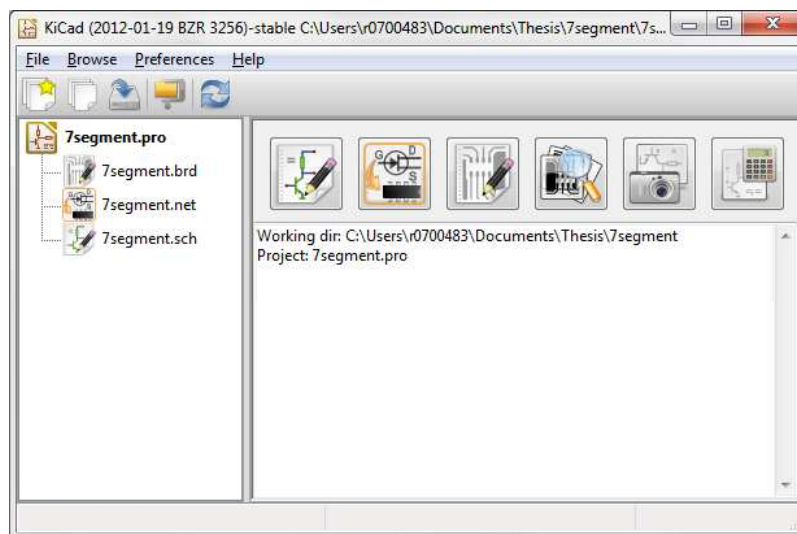 KiCad (2012-01-19 BZR 3256)-stable C:\Users\r0700483\Documents\Thesis\7segment\7s...
File Browse Preferences Help
7segment.pro
7segment.brd
7segment.net
7segment.sch
G D
S
Working dir: C:\Users\r0700483\Documents\Thesis\7segment
Project: 7segment.pro